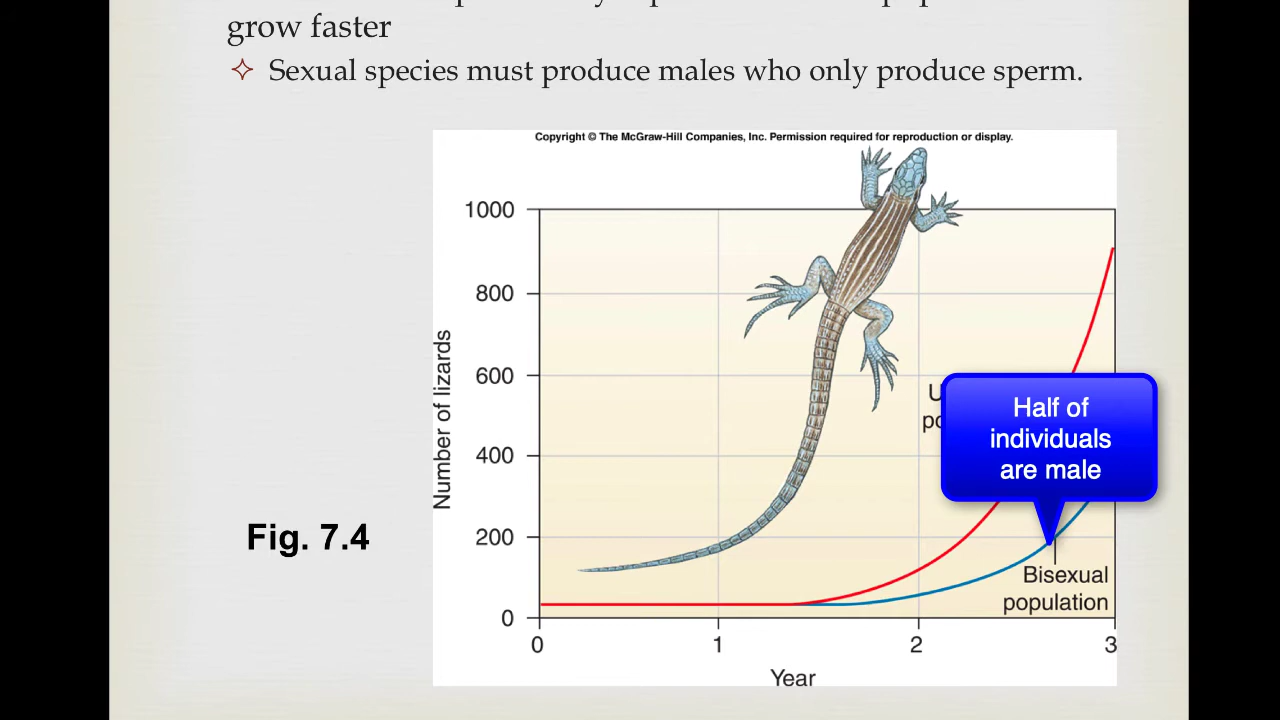 grow faster
✧ Sexual species must produce males who only produce sperm.
Copyright © The McGraw-Hill Companies, Inc. Permission required for reproduction or display.
1000
800
600
400
200
0
Number of lizards
Half of
individuals
are male
Bisexual
population
Fig. 7.4
0 1 2 3
Year